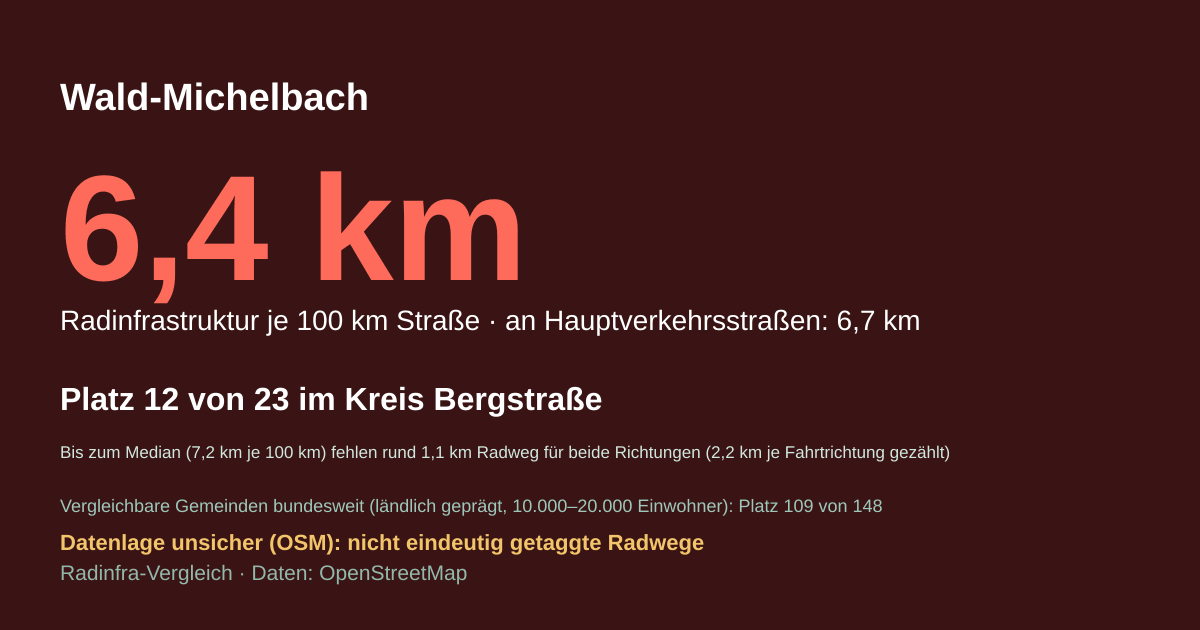 Wald-Michelbach
6,4 km
Radinfrastruktur je 100 km Straße · an Hauptverkehrsstraßen: 6,7 km
Platz 12 von 23 im Kreis Bergstraße
Bis zum Median (7,2 km je 100 km) fehlen rund 1,1 km Radweg für beide Richtungen (2,2 km je Fahrtrichtung gezählt)
Vergleichbare Gemeinden bundesweit (ländlich geprägt, 10.000–20.000 Einwohner): Platz 109 von 148
Datenlage unsicher (OSM): nicht eindeutig getaggte Radwege
Radinfra-Vergleich · Daten: OpenStreetMap